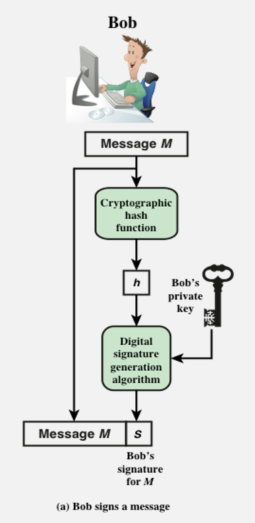 Bob
Message M
Cryptographic
hash
function
h
Bob's
private
key
Digital
signature
generation
algorithm
Message M
S
Bob's
signature
for M
(a) Bob signs a message